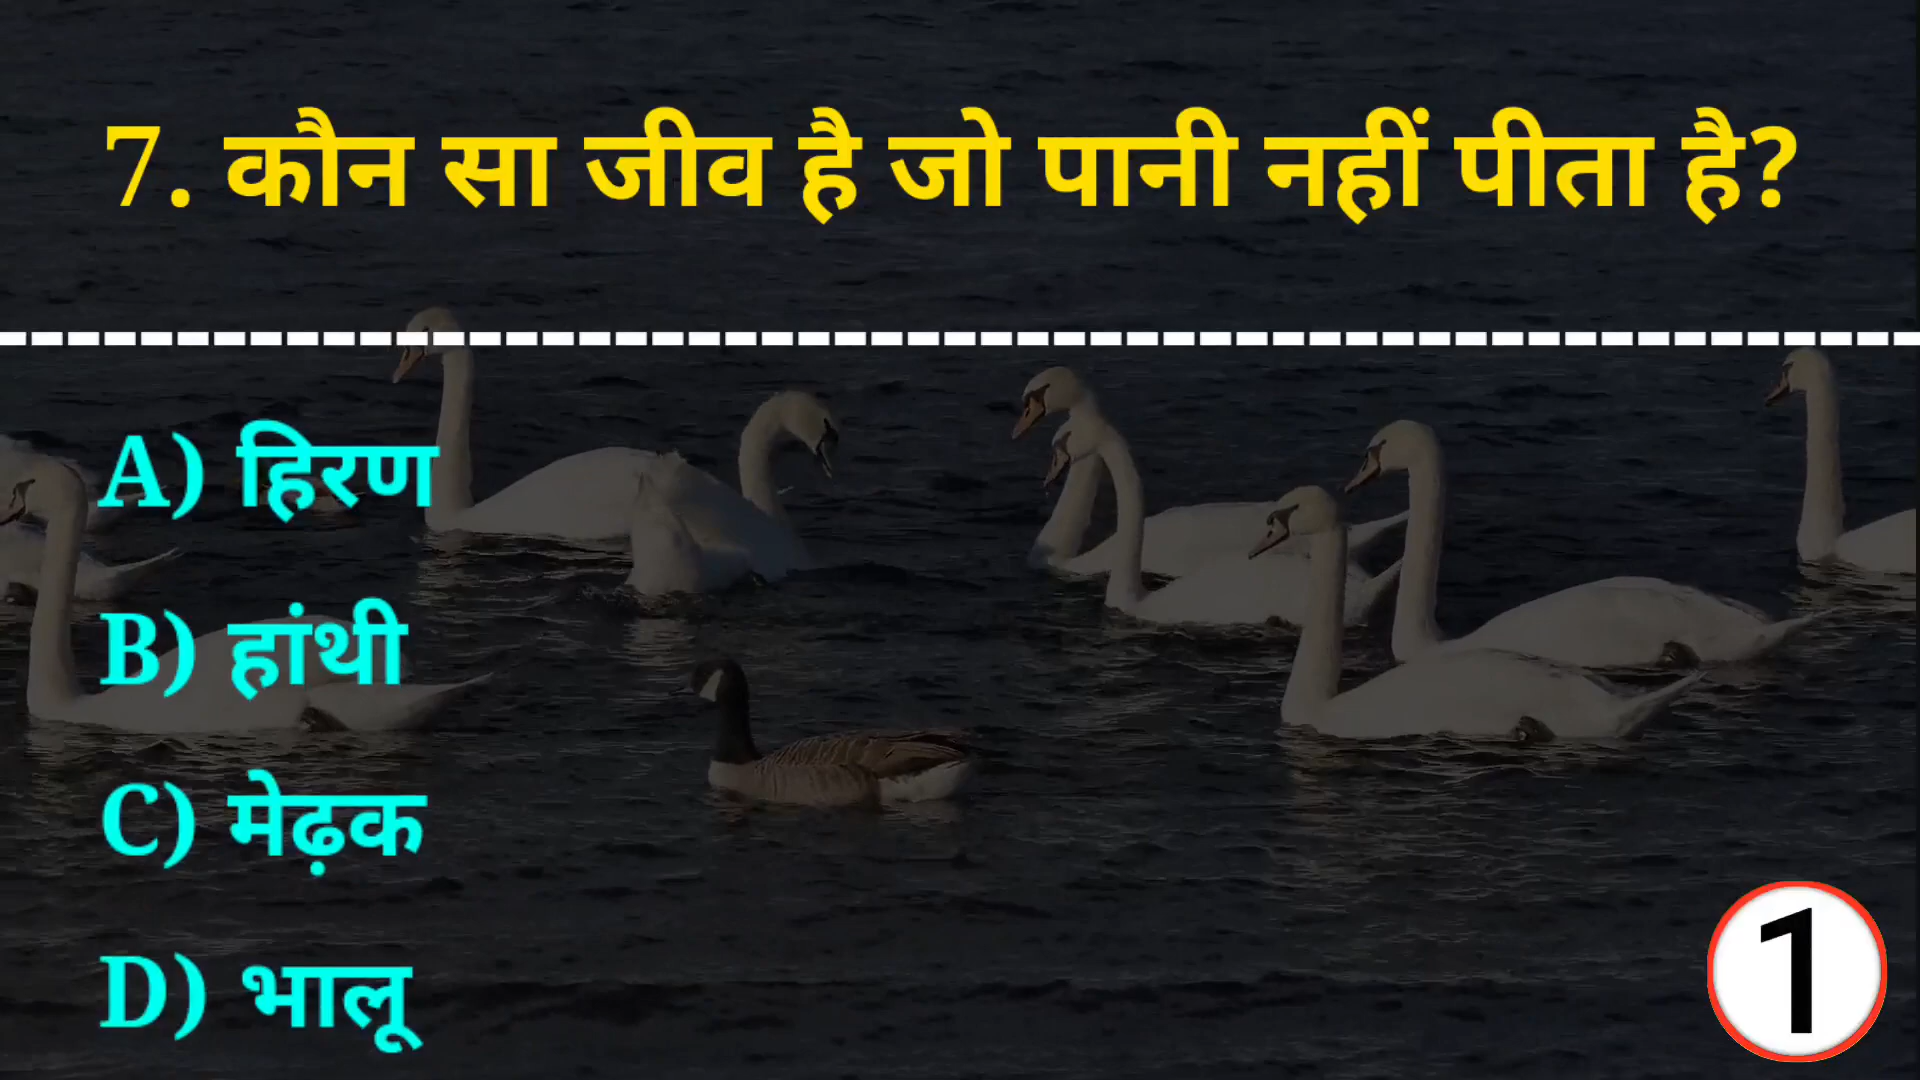 7. कौन सा जीव है जो पानी नहीं पीता है?
A) हिरण
B) हांथी
C) मेढ़क
D) भालू
1